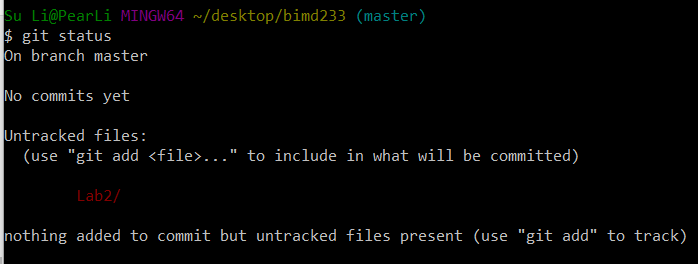 Su Li@PearLi MINGW64 ~/desktop/bimd233 (master)
$ git status
On branch master
No commits yet
Untracked files:
(use "git add <file>..." to include in what will be committed)
Lab2/
nothing added to commit but untracked files present (use "git add" to track)